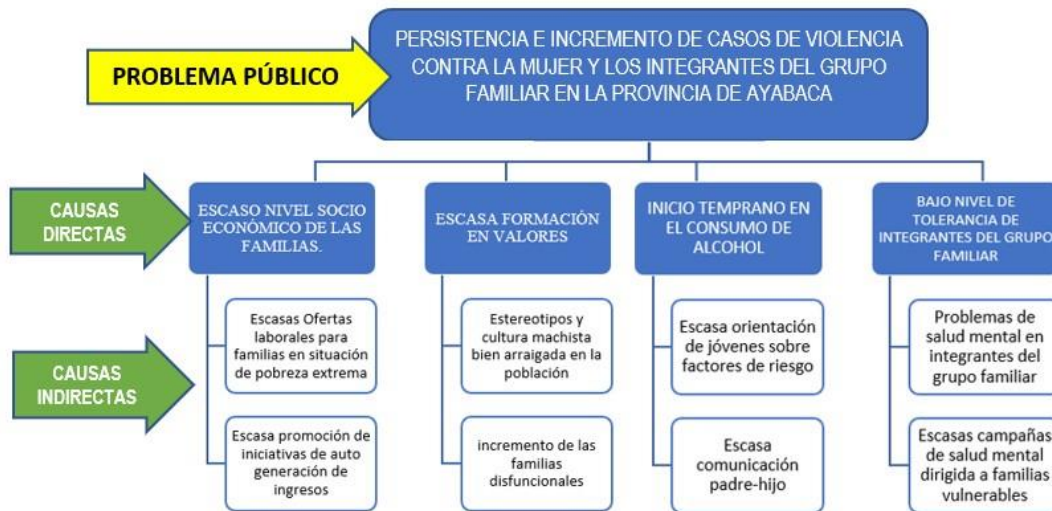 PROBLEMA PÚBLICO
PERSISTENCIA E INCREMENTO DE CASOS DE VIOLENCIA
CONTRA LA MUJER Y LOS INTEGRANTES DEL GRUPO
FAMILIAR EN LA PROVINCIA DE AYABACA
CAUSAS
DIRECTAS
ESCASO NIVEL SOCIO
ECONÓMICO DE LAS
FAMILIAS.
ESCASA FORMACIÓN
EN VALORES
INICIO TEMPRANO EN
EL CONSUMO DE
ALCOHOL
BAJO NIVEL DE
TOLERANCIA DE
INTEGRANTES DEL GRUPO
FAMILIAR
CAUSAS
INDIRECTAS
Escasas Ofertas
laborales para
familias en situación
de pobreza extrema
Estereotipos y
cultura machista
bien arraigada en la
población
Escasa orientación
de jóvenes sobre
factores de riesgo
Problemas de
salud mental en
integrantes del
grupo familiar
Escasa promoción de
iniciativas de auto
generación de
ingresos
incremento de las
familias
disfuncionales
Escasa
comunicación
padre-hijo
Escasas campañas
de salud mental
dirigida a familias
vulnerables